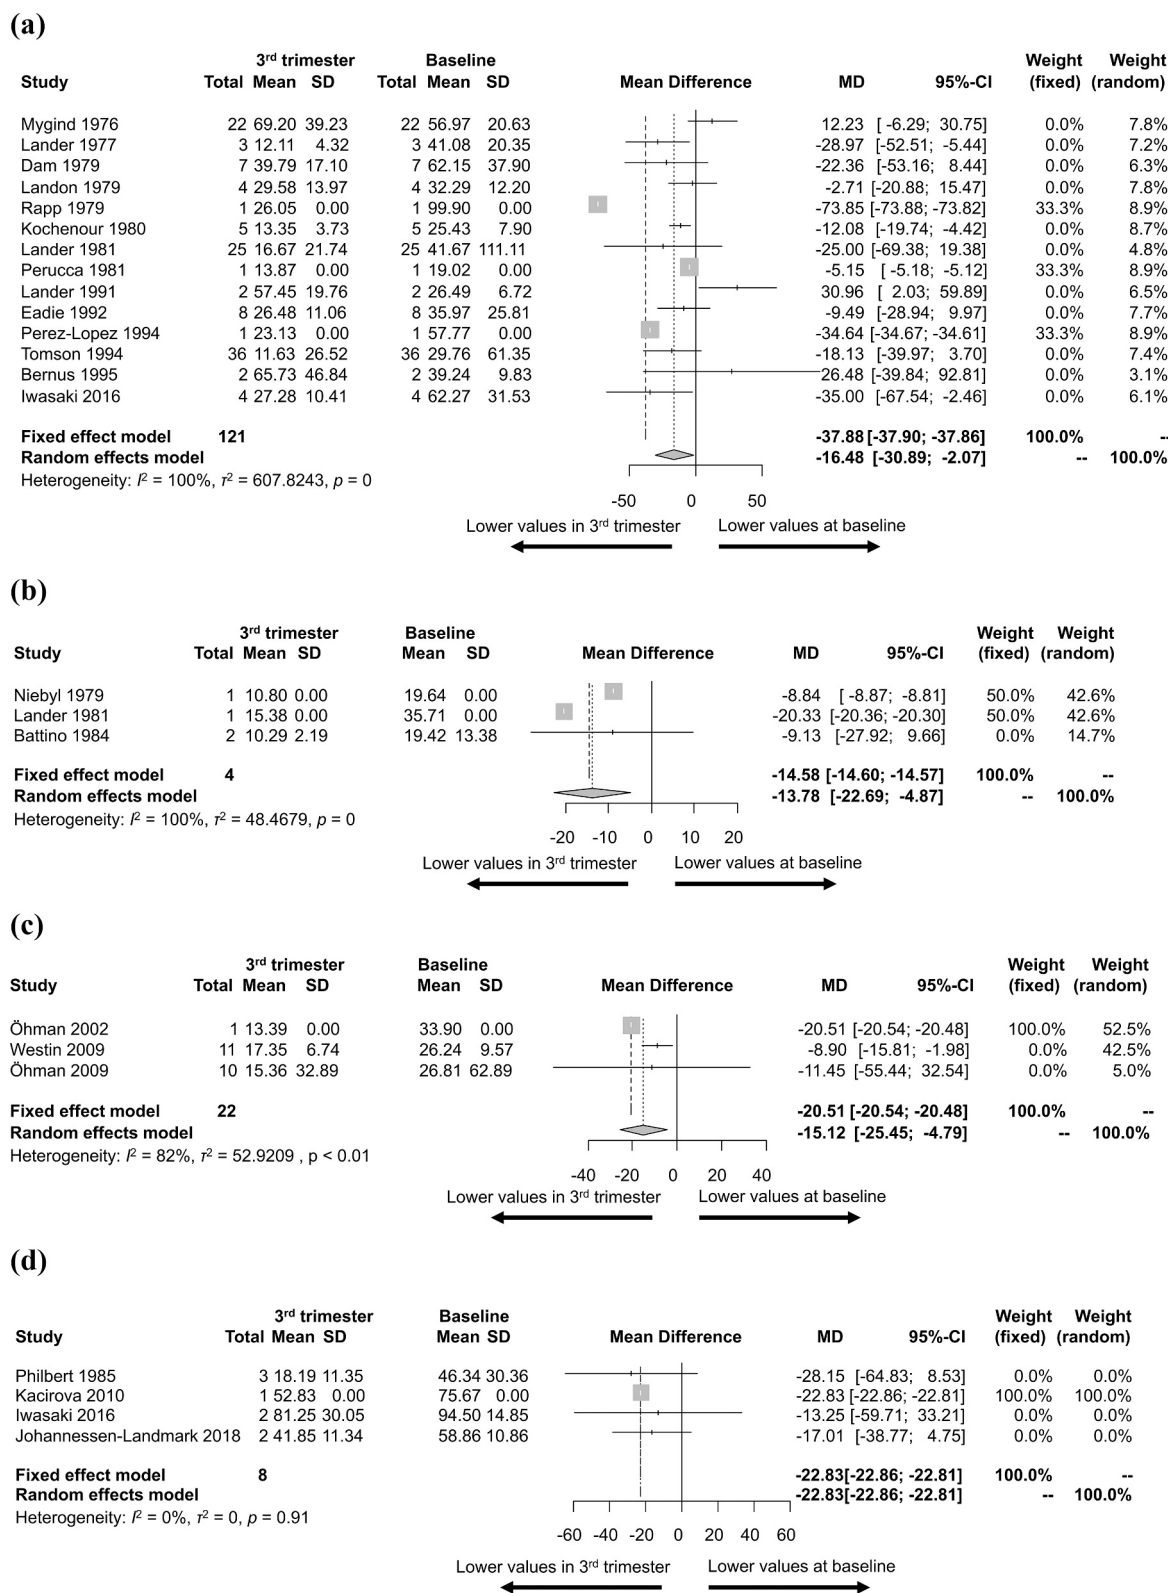 (a)
3rd trimester Baseline Weight Weight
Study Total Mean SD Total Mean SD Mean Difference MD 95%-CI (fixed) (random)
Mygind 1976 22 69.20 39.23 22 56.97 20.63 12.23 [ -6.29; 30.75] 0.0% 7.8%
Lander 1977 3 12.11 4.32 3 41.08 20.35 -28.97 [-52.51; -5.44] 0.0% 7.2%
Dam 1979 7 39.79 17.10 7 62.15 37.90 -22.36 [-53.16; 8.44] 0.0% 6.3%
Landon 1979 4 29.58 13.97 4 32.29 12.20 -2.71 [-20.88; 15.47] 0.0% 7.8%
Rapp 1979 1 26.05 0.00 1 99.90 0.00 -73.85 [-73.88; -73.82] 33.3% 8.9%
Kochenour 1980 5 13.35 3.73 5 25.43 7.90 -12.08 [-19.74; -4.42] 0.0% 8.7%
Lander 1981 25 16.67 21.74 25 41.67 111.11 -25.00 [-69.38; 19.38] 0.0% 4.8%
Perucca 1981 1 13.87 0.00 1 19.02 0.00 -5.15 [ -5.18; -5.12] 33.3% 8.9%
Lander 1991 2 57.45 19.76 2 26.49 6.72 30.96 [ 2.03; 59.89] 0.0% 6.5%
Eadie 1992 8 26.48 11.06 8 35.97 25.81 -9.49 [-28.94; 9.97] 0.0% 7.7%
Perez-Lopez 1994 1 23.13 0.00 1 57.77 0.00 -34.64 [-34.67; -34.61] 33.3% 8.9%
Tomson 1994 36 11.63 26.52 36 29.76 61.35 -18.13 [-39.97; 3.70] 0.0% 7.4%
Bernus 1995 2 65.73 46.84 2 39.24 9.83 26.48 [-39.84; 92.81] 0.0% 3.1%
Iwasaki 2016 4 27.28 10.41 4 62.27 31.53 -35.00 [-67.54; -2.46] 0.0% 6.1%
Fixed effect model 121 -37.88 [-37.90; -37.86] 100.0% --
Random effects model -16.48 [-30.89; -2.07] -- 100.0%
Heterogeneity: I² = 100%, τ² = 607.8243, p = 0
-50 0 50
Lower values in 3rd trimester Lower values at baseline
(b)
3rd trimester Baseline Weight Weight
Study Total Mean SD Mean SD Mean Difference MD 95%-CI (fixed) (random)
Niebyl 1979 1 10.80 0.00 19.64 0.00 -8.84 [ -8.87; -8.81] 50.0% 42.6%
Lander 1981 1 15.38 0.00 35.71 0.00 -20.33 [-20.36; -20.30] 50.0% 42.6%
Battino 1984 2 10.29 2.19 19.42 13.38 -9.13 [-27.92; 9.66] 0.0% 14.7%
Fixed effect model 4 -14.58 [-14.60; -14.57] 100.0% --
Random effects model -13.78 [-22.69; -4.87] -- 100.0%
Heterogeneity: I² = 100%, τ² = 48.4679, p = 0
-20 -10 0 10 20
Lower values in 3rd trimester Lower values at baseline
(c)
3rd trimester Baseline Weight Weight
Study Total Mean SD Mean SD Mean Difference MD 95%-CI (fixed) (random)
Öhman 2002 1 13.39 0.00 33.90 0.00 -20.51 [-20.54; -20.48] 100.0% 52.5%
Westin 2009 11 17.35 6.74 26.24 9.57 -8.90 [-15.81; -1.98] 0.0% 42.5%
Öhman 2009 10 15.36 32.89 26.81 62.89 -11.45 [-55.44; 32.54] 0.0% 5.0%
Fixed effect model 22 -20.51 [-20.54; -20.48] 100.0% --
Random effects model -15.12 [-25.45; -4.79] -- 100.0%
Heterogeneity: I² = 82%, τ² = 52.9209 , p < 0.01
-40 -20 0 20 40
Lower values in 3rd trimester Lower values at baseline
(d)
3rd trimester Baseline Weight Weight
Study Total Mean SD Mean SD Mean Difference MD 95%-CI (fixed) (random)
Philbert 1985 3 18.19 11.35 46.34 30.36 -28.15 [-64.83; 8.53] 0.0% 0.0%
Kacirova 2010 1 52.83 0.00 75.67 0.00 -22.83 [-22.86; -22.81] 100.0% 100.0%
Iwasaki 2016 2 81.25 30.05 94.50 14.85 -13.25 [-59.71; 33.21] 0.0% 0.0%
Johannessen-Landmark 2018 2 41.85 11.34 58.86 10.86 -17.01 [-38.77; 4.75] 0.0% 0.0%
Fixed effect model 8 -22.83[-22.86; -22.81] 100.0% --
Random effects model -22.83[-22.86; -22.81] -- 100.0%
Heterogeneity: I² = 0%, τ² = 0, p = 0.91
-60 -40 -20 0 20 40 60
Lower values in 3rd trimester Lower values at baseline